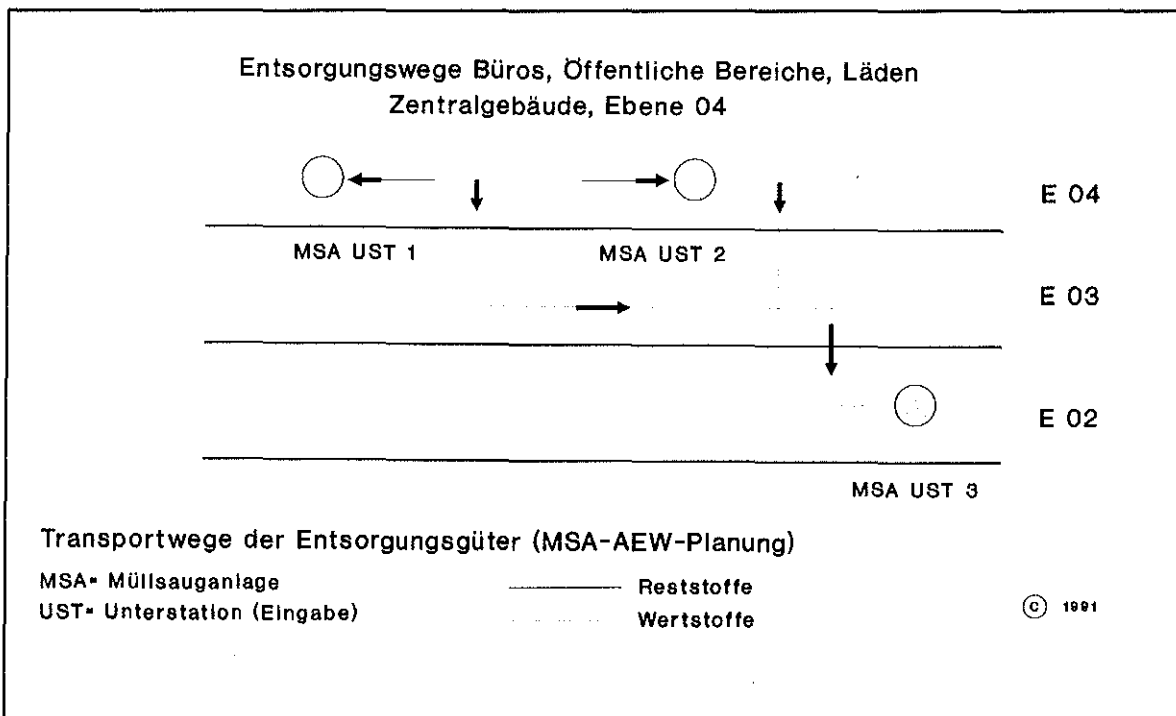 Entsorgungswege Büros, Öffentliche Bereiche, Läden
Zentralgebäude, Ebene 04
E 04
MSA UST 1
MSA UST 2
E 03
E 02
MSA UST 3
Transportwege der Entsorgungsgüter (MSA-AEW-Planung)
MSA= Müllsauganlage
Reststoffe
UST= Unterstation (Eingabe)
Wertstoffe
© 1991